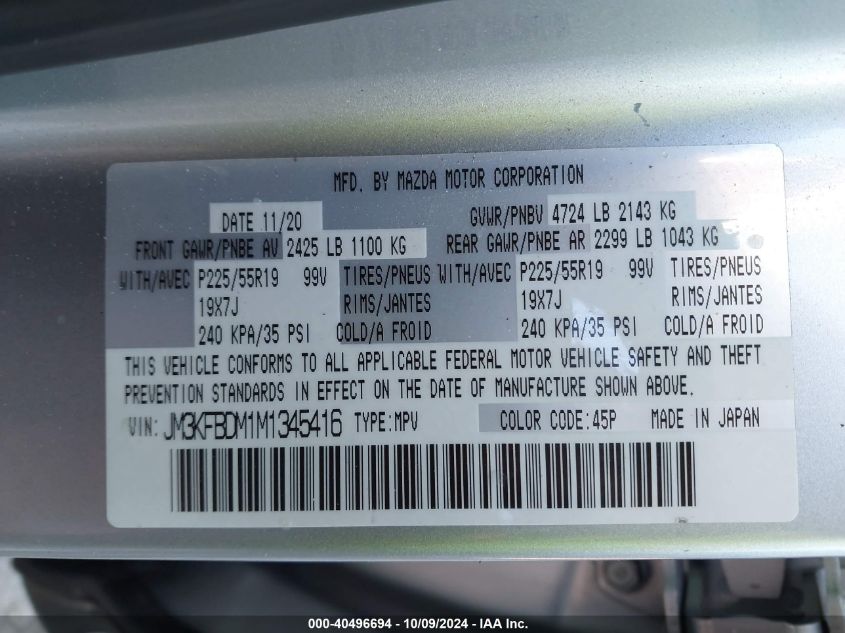 MFD. BY MAZDA MOTOR CORPORATION
DATE 11/20 GVWR/PNBV 4724 LB 2143 KG
FRONT GAWR/PNBE AV 2425 LB 1100 KG REAR GAWR/PNBE AR 2299 LB 1043 KG
WITH/AVEC P225/55R19 99V TIRES/PNEUS WITH/AVEC P225/55R19 99V TIRES/PNEUS
19X7J RIMS/JANTES 19X7J RIMS/JANTES
240 KPA/35 PSI COLD/A FROID 240 KPA/35 PSI COLD/A FROID
THIS VEHICLE CONFORMS TO ALL APPLICABLE FEDERAL MOTOR VEHICLE SAFETY AND THEFT
PREVENTION STANDARDS IN EFFECT ON THE DATE OF MANUFACTURE SHOWN ABOVE.
VIN: JM3KFBDM1M1345416 TYPE:MPV COLOR CODE:45P MADE IN JAPAN
000-40496694 - 10/09/2024 - IAA Inc.